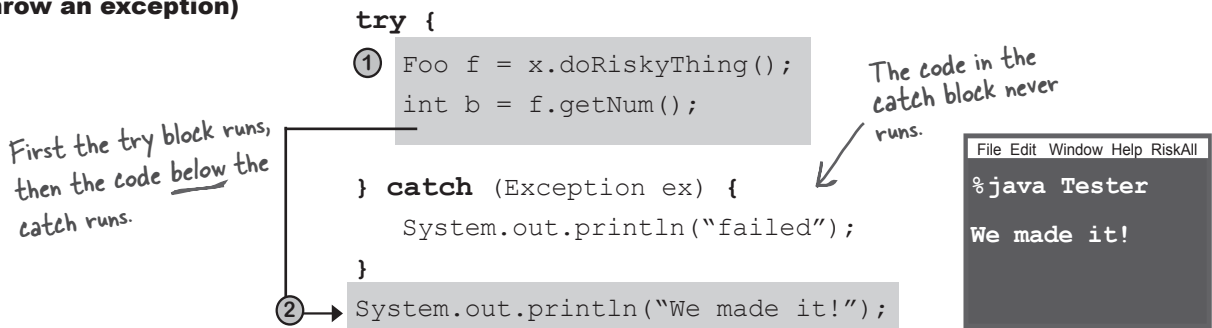 row an exception)
try {
1 Foo f = x.doRiskyThing();
int b = f.getNum();
First the try block runs,
then the code below the
catch runs.
The code in the
catch block never
runs.
} catch (Exception ex) {
System.out.println(“failed”);
}
2 System.out.println(“We made it!”);
File Edit Window Help RiskAll
%java Tester
We made it!